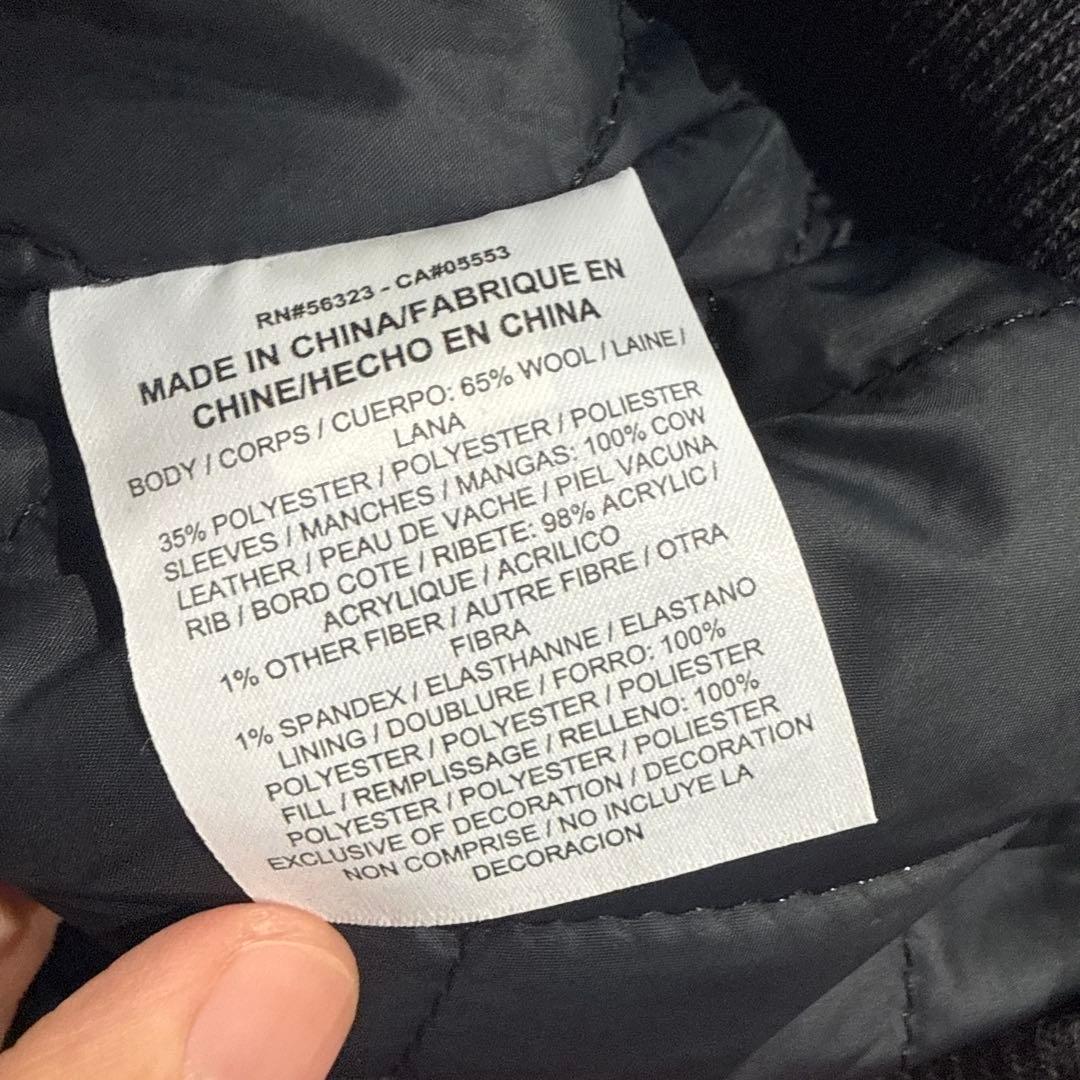 RN#56323 - CA#05553
MADE IN CHINA/FABRIQUE EN
CHINE/HECHO EN CHINA
BODY / CORPS / CUERPO: 65% WOOL / LAINE /
LANA
35% POLYESTER / POLYESTER / POLIESTER
SLEEVES / MANCHES / MANGAS: 100% COW
LEATHER / PEAU DE VACHE / PIEL VACUNA
RIB / BORD COTE / RIBETE: 98% ACRYLIC /
ACRYLIQUE / ACRILICO
1% OTHER FIBER / AUTRE FIBRE / OTRA
FIBRA
1% SPANDEX / ELASTHANNE / ELASTANO
LINING / DOUBLURE / FORRO: 100%
POLYESTER / POLYESTER / POLIESTER
FILL / REMPLISSAGE / RELLENO: 100%
POLYESTER / POLYESTER / POLIESTER
EXCLUSIVE OF DECORATION / DECORATION
NON COMPRISE / NO INCLUYE LA
DECORACION